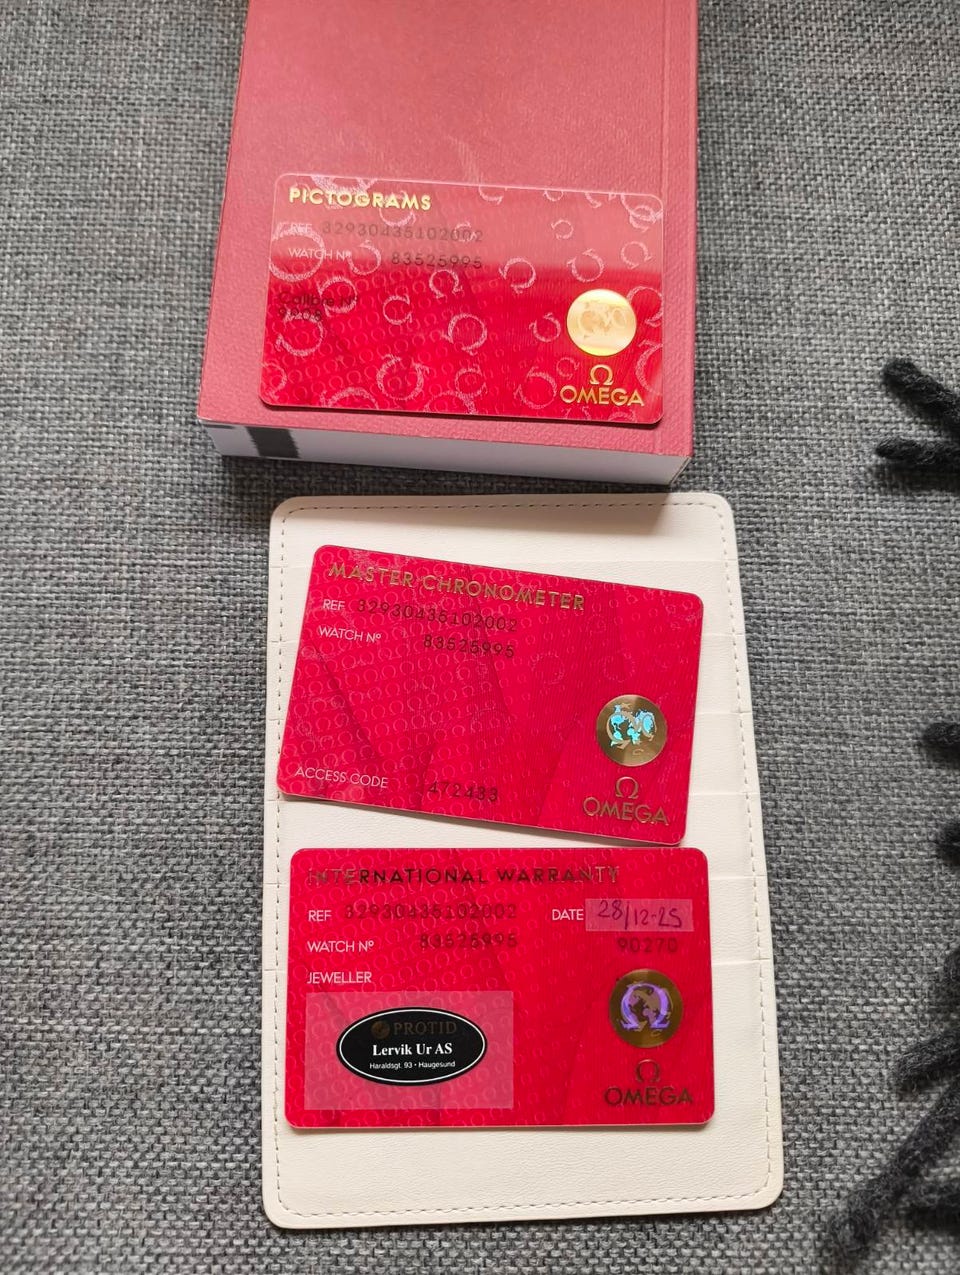 PICTOGRAMS
REF 32930435102002
WATCH Nº 83525995
Calibre Nº
OMEGA
MASTER CHRONOMETER
REF 32930435102002
WATCH Nº 83525995
ACCESS CODE 472433
OMEGA
INTERNATIONAL WARRANTY
REF 32930435102002 DATE 28/12-25
WATCH Nº 83525995 90270
JEWELLER
PROTID
Lervik Ur AS
Haraldsgt. 93 • Haugesund
OMEGA